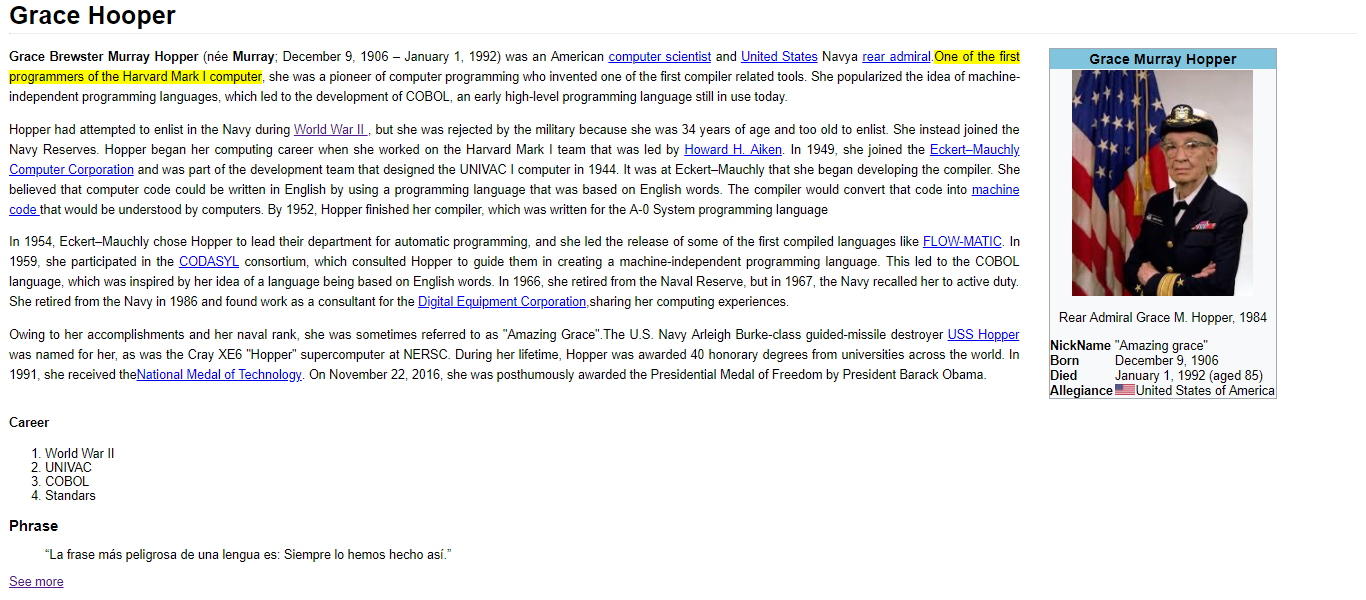 Grace Hooper
Grace Brewster Murray Hopper (née Murray; December 9, 1906 – January 1, 1992) was an American computer scientist and United States Navya rear admiral.One of the first
programmers of the Harvard Mark I computer, she was a pioneer of computer programming who invented one of the first compiler related tools. She popularized the idea of machine-
independent programming languages, which led to the development of COBOL, an early high-level programming language still in use today.
Hopper had attempted to enlist in the Navy during World War II , but she was rejected by the military because she was 34 years of age and too old to enlist. She instead joined the
Navy Reserves. Hopper began her computing career when she worked on the Harvard Mark I team that was led by Howard H. Aiken. In 1949, she joined the Eckert–Mauchly
Computer Corporation and was part of the development team that designed the UNIVAC I computer in 1944. It was at Eckert–Mauchly that she began developing the compiler. She
believed that computer code could be written in English by using a programming language that was based on English words. The compiler would convert that code into machine
code that would be understood by computers. By 1952, Hopper finished her compiler, which was written for the A-0 System programming language
In 1954, Eckert–Mauchly chose Hopper to lead their department for automatic programming, and she led the release of some of the first compiled languages like FLOW-MATIC. In
1959, she participated in the CODASYL consortium, which consulted Hopper to guide them in creating a machine-independent programming language. This led to the COBOL
language, which was inspired by her idea of a language being based on English words. In 1966, she retired from the Naval Reserve, but in 1967, the Navy recalled her to active duty.
She retired from the Navy in 1986 and found work as a consultant for the Digital Equipment Corporation,sharing her computing experiences.
Owing to her accomplishments and her naval rank, she was sometimes referred to as "Amazing Grace".The U.S. Navy Arleigh Burke-class guided-missile destroyer USS Hopper
was named for her, as was the Cray XE6 "Hopper" supercomputer at NERSC. During her lifetime, Hopper was awarded 40 honorary degrees from universities across the world. In
1991, she received theNational Medal of Technology. On November 22, 2016, she was posthumously awarded the Presidential Medal of Freedom by President Barack Obama.
Grace Murray Hopper
Rear Admiral Grace M. Hopper, 1984
NickName "Amazing grace"
Born December 9, 1906
Died January 1, 1992 (aged 85)
Allegiance United States of America
Career
1. World War II
2. UNIVAC
3. COBOL
4. Standars
Phrase
“La frase más peligrosa de una lengua es: Siempre lo hemos hecho así.”
See more